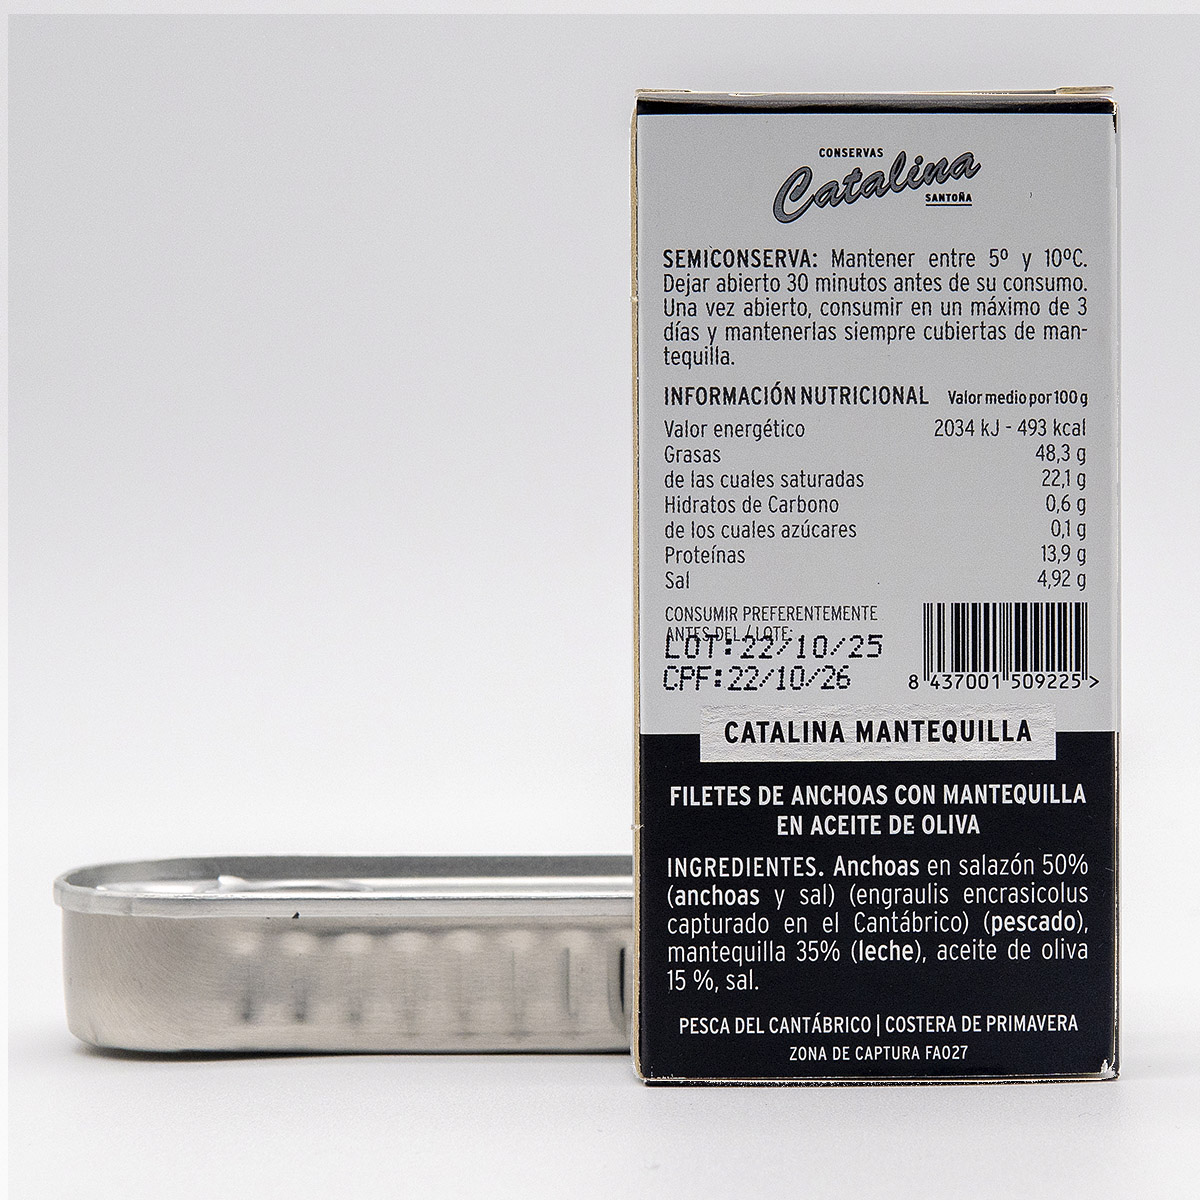 CONSERVAS
Catalina
SANTOÑA
SEMICONSERVA: Mantener entre 5º y 10ºC.
Dejar abierto 30 minutos antes de su consumo.
Una vez abierto, consumir en un máximo de 3
días y mantenerlas siempre cubiertas de man-
tequilla.
INFORMACIÓN NUTRICIONAL Valor medio por 100 g
Valor energético 2034 kJ - 493 kcal
Grasas 48,3 g
de las cuales saturadas 22,1 g
Hidratos de Carbono 0,6 g
de los cuales azúcares 0,1 g
Proteínas 13,9 g
Sal 4,92 g
CONSUMIR PREFERENTEMENTE
ANTES DEL / LOTE:
LOT:22/10/25
CPF:22/10/26
8 437001 509225 >
CATALINA MANTEQUILLA
FILETES DE ANCHOAS CON MANTEQUILLA
EN ACEITE DE OLIVA
INGREDIENTES. Anchoas en salazón 50%
(anchoas y sal) (engraulis encrasicolus
capturado en el Cantábrico) (pescado),
mantequilla 35% (leche), aceite de oliva
15 %, sal.
PESCA DEL CANTÁBRICO | COSTERA DE PRIMAVERA
ZONA DE CAPTURA FAO27